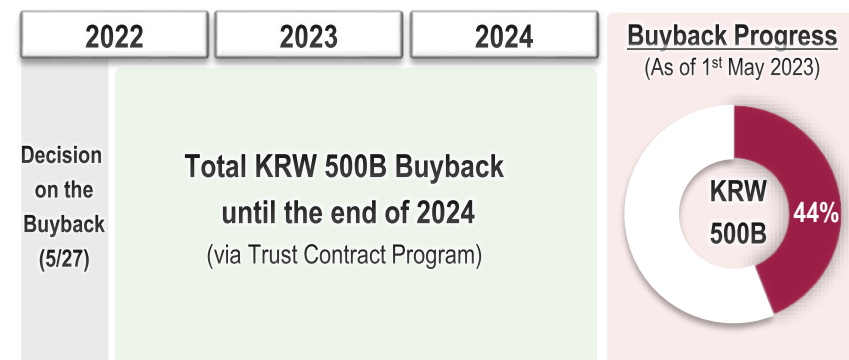 2022
2023
2024
Decision
on the
Buyback
(5/27)
Total KRW 500B Buyback
until the end of 2024
(via Trust Contract Program)
Buyback Progress
(As of 1st May 2023)
KRW
500B
44%